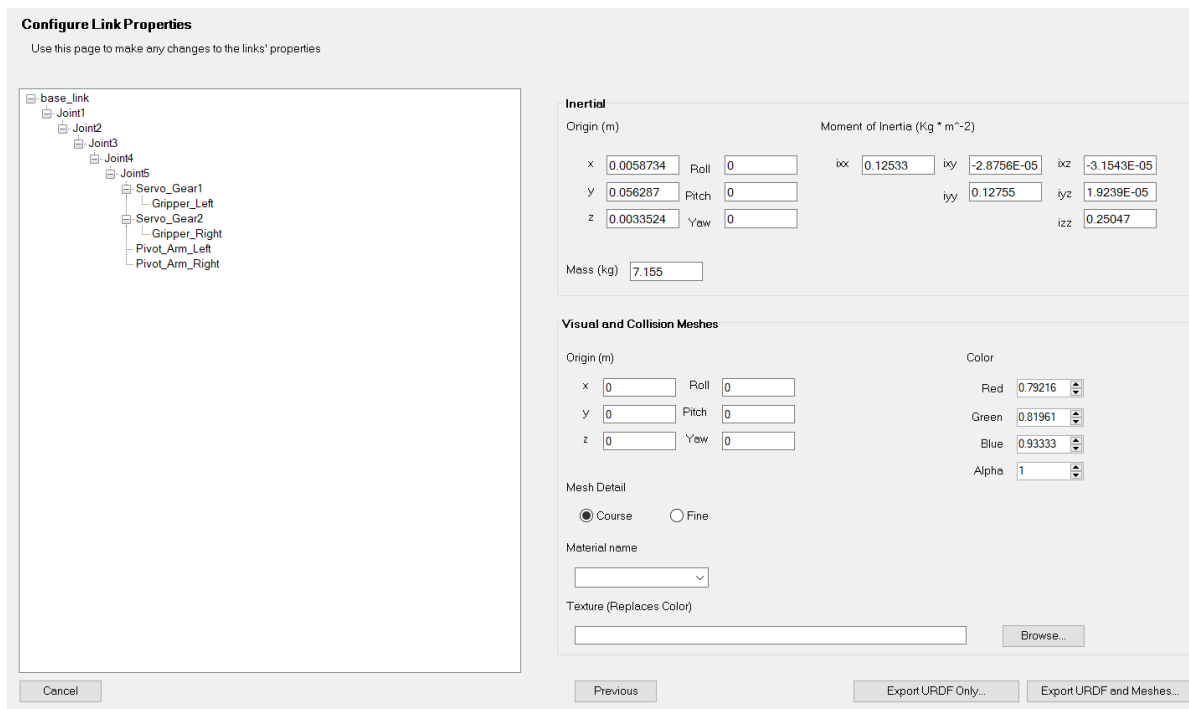 Configure Link Properties
Use this page to make any changes to the links' properties
base_link
Joint1
Joint2
Joint3
Joint4
Joint5
Servo_Gear1
Gripper_Left
Servo_Gear2
Gripper_Right
Pivot_Arm_Left
Pivot_Arm_Right
Inertial
Origin (m) Moment of Inertia (Kg * m^-2)
x 0.0058734 Roll 0 ixx 0.12533 ixy -2.8756E-05 ixz -3.1543E-05
y 0.056287 Pitch 0 iyy 0.12755 iyz 1.9239E-05
z 0.0033524 Yaw 0 izz 0.25047
Mass (kg) 7.155
Visual and Collision Meshes
Origin (m) Color
x 0 Roll 0 Red 0.79216
y 0 Pitch 0 Green 0.81961
z 0 Yaw 0 Blue 0.93333
Alpha 1
Mesh Detail
Course Fine
Material name
Texture (Replaces Color)
Browse...
Cancel Previous Export URDF Only... Export URDF and Meshes...